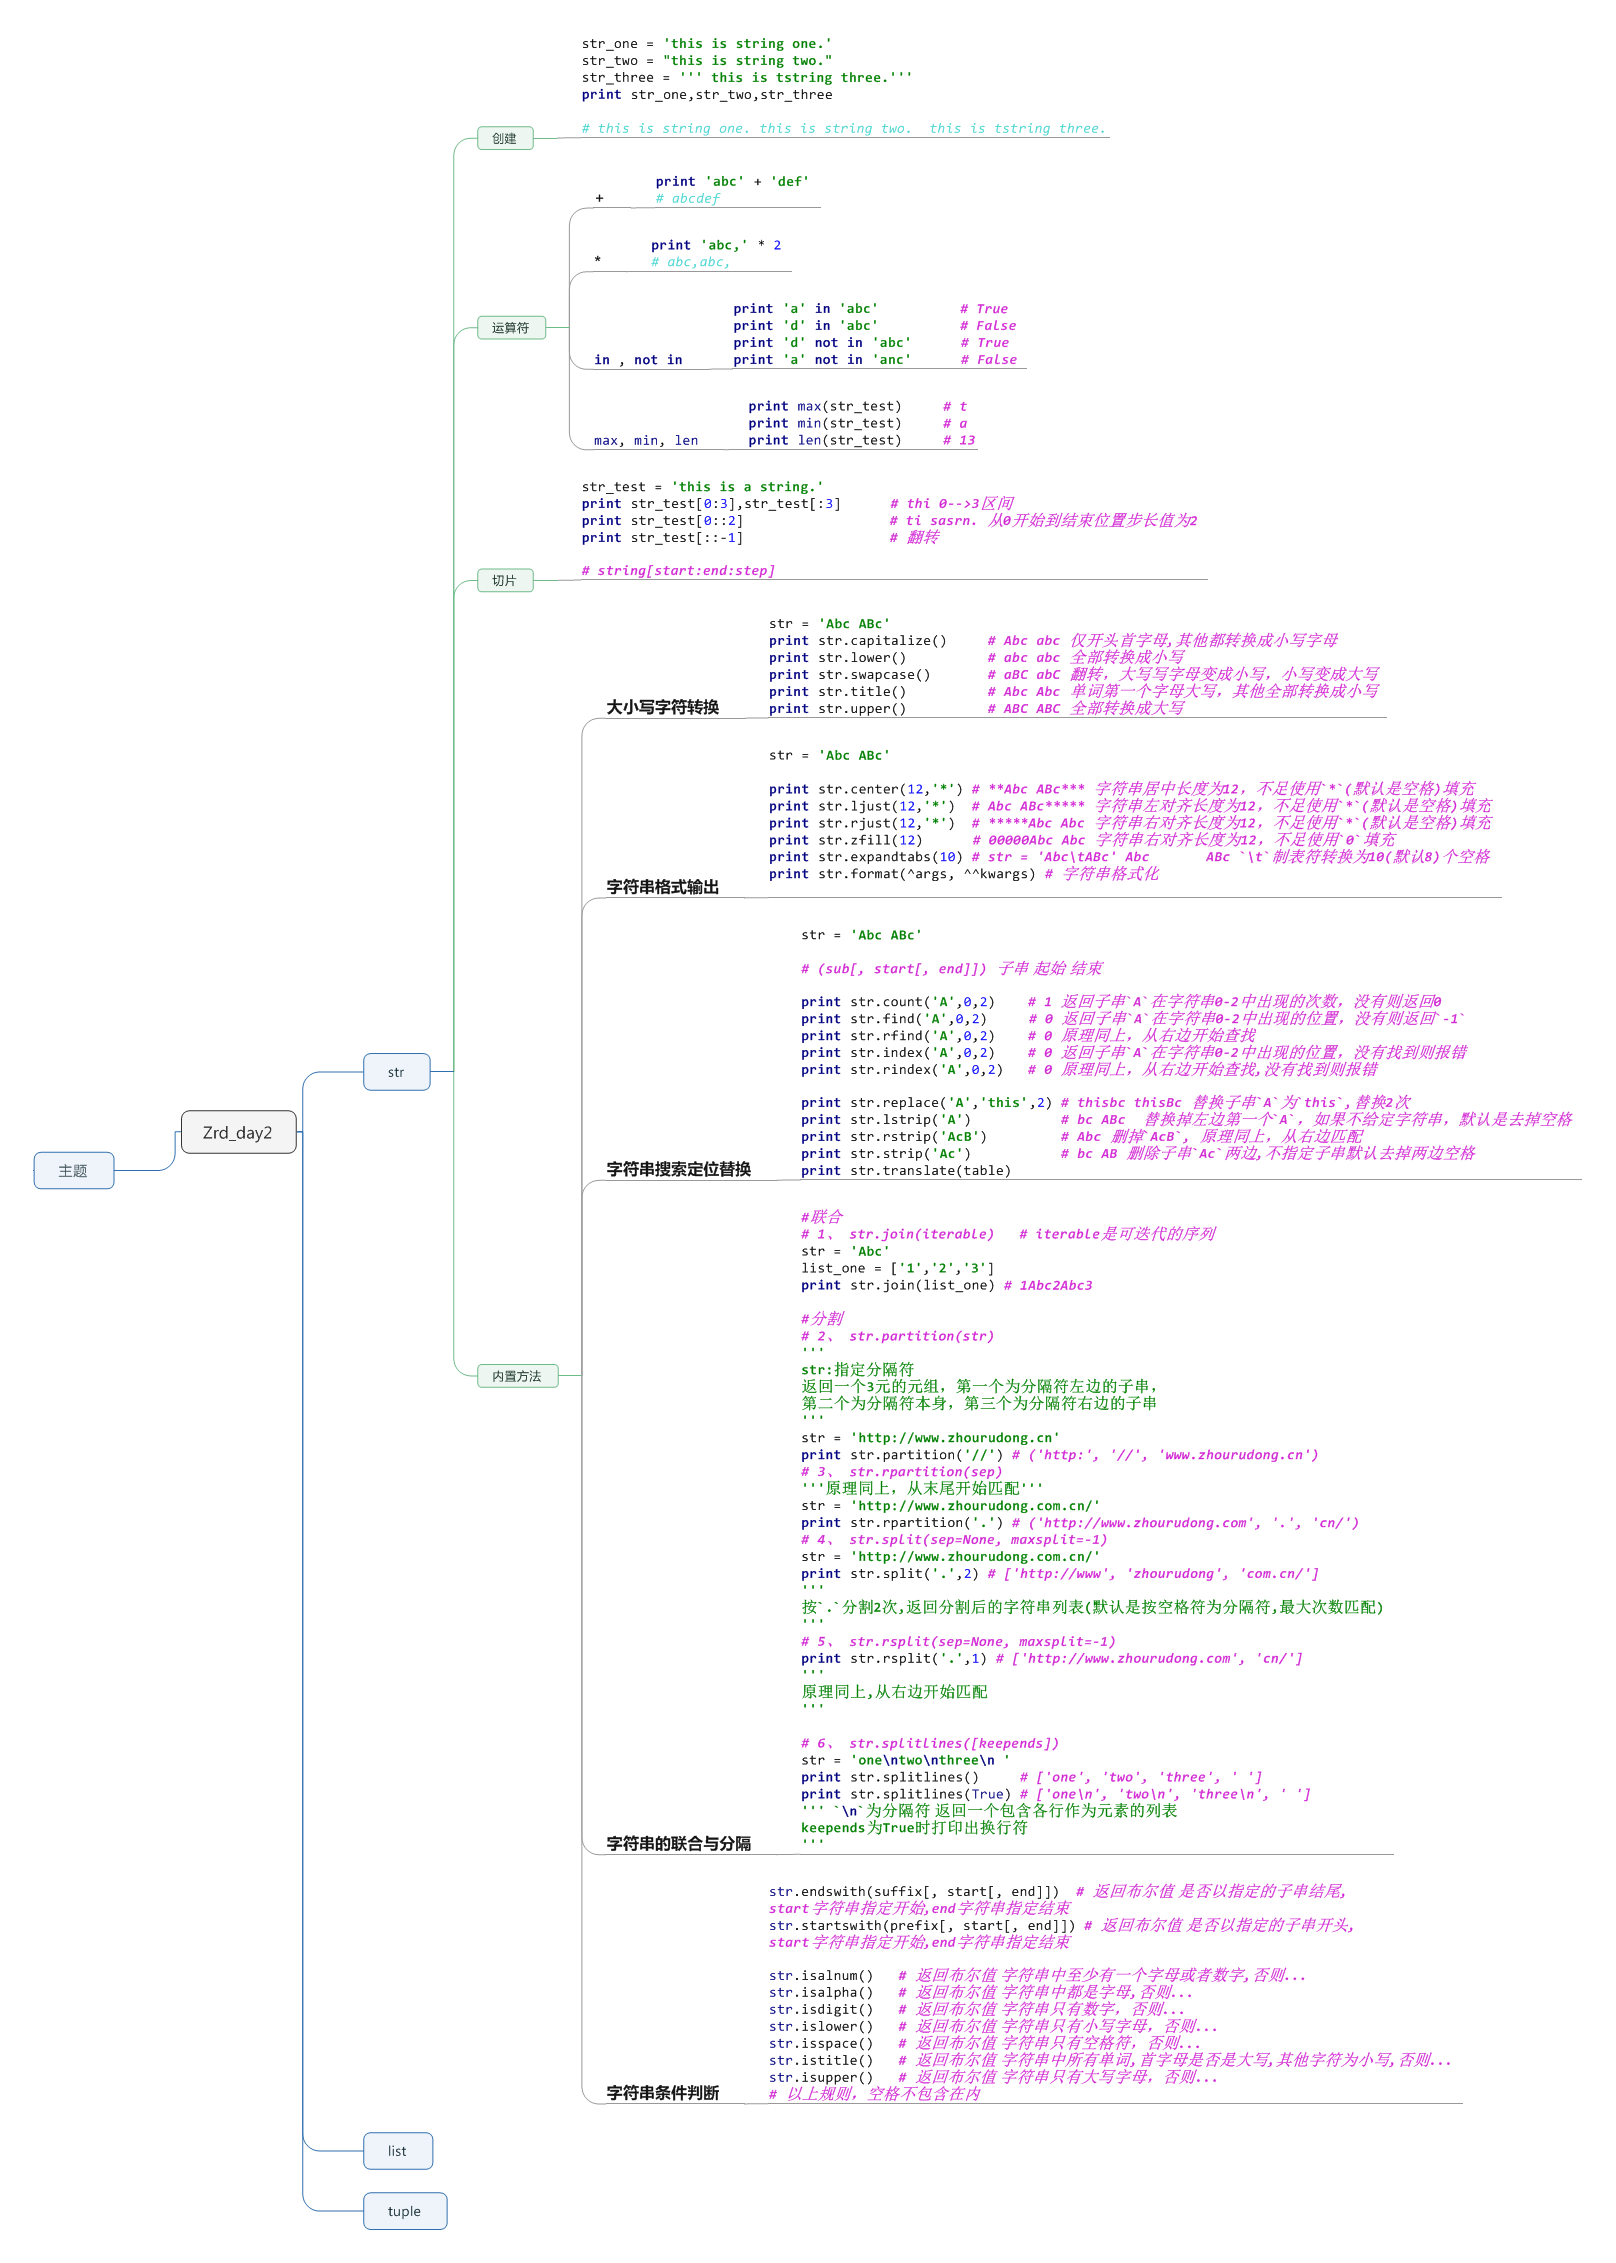 str_one = 'this is string one.'
str_two = "this is string two."
str_three = ''' this is tstring three.'''
print str_one,str_two,str_three
# this is string one. this is string two.  this is tstring three.
创建
print 'abc' + 'def'
+ # abcdef
print 'abc,' * 2
* # abc,abc,
print 'a' in 'abc' # True
运算符
print 'd' in 'abc' # False
print 'd' not in 'abc' # True
in , not in print 'a' not in 'anc' # False
print max(str_test) # t
print min(str_test) # a
max, min, len print len(str_test) # 13
str_test = 'this is a string.'
print str_test[0:3],str_test[:3] # thi 0-->3区间
print str_test[0::2] # ti sasrn. 从0开始到结束位置步长值为2
print str_test[::-1] # 翻转
# string[start:end:step]
切片
str = 'Abc ABc'
print str.capitalize() # Abc abc 仅开头首字母,其他都转换成小写字母
print str.lower() # abc abc 全部转换成小写
print str.swapcase() # aBC abC 翻转，大写写字母变成小写，小写变成大写
print str.title() # Abc Abc 单词第一个字母大写，其他全部转换成小写
大小写字符转换 print str.upper() # ABC ABC 全部转换成大写
str = 'Abc ABc'
print str.center(12,'*') # **Abc ABc*** 字符串居中长度为12，不足使用`*`(默认是空格)填充
print str.ljust(12,'*') # Abc ABc***** 字符串左对齐长度为12，不足使用`*`(默认是空格)填充
print str.rjust(12,'*') # *****Abc Abc 字符串右对齐长度为12，不足使用`*`(默认是空格)填充
print str.zfill(12) # 00000Abc Abc 字符串右对齐长度为12，不足使用`0`填充
print str.expandtabs(10) # str = 'Abc\tABc' Abc       ABc `\t`制表符转换为10(默认8)个空格
print str.format(^args, ^^kwargs) # 字符串格式化
字符串格式输出
str = 'Abc ABc'
# (sub[, start[, end]]) 子串 起始 结束
print str.count('A',0,2) # 1 返回子串`A`在字符串0-2中出现的次数，没有则返回0
print str.find('A',0,2) # 0 返回子串`A`在字符串0-2中出现的位置，没有则返回`-1`
print str.rfind('A',0,2) # 0 原理同上，从右边开始查找
print str.index('A',0,2) # 0 返回子串`A`在字符串0-2中出现的位置，没有找到则报错
print str.rindex('A',0,2) # 0 原理同上，从右边开始查找,没有找到则报错
str
print str.replace('A','this',2) # thisbc thisBc 替换子串`A`为`this`,替换2次
print str.lstrip('A') # bc ABc  替换掉左边第一个`A`，如果不给定字符串，默认是去掉空格
Zrd_day2
print str.rstrip('AcB') # Abc 删掉`AcB`, 原理同上，从右边匹配
print str.strip('Ac') # bc AB 删除子串`Ac`两边,不指定子串默认去掉两边空格
主题
字符串搜索定位替换 print str.translate(table)
#联合
# 1、 str.join(iterable)   # iterable是可迭代的序列
str = 'Abc'
list_one = ['1','2','3']
print str.join(list_one) # 1Abc2Abc3
#分割
# 2、 str.partition(str)
'''
str:指定分隔符
内置方法
返回一个3元的元组，第一个为分隔符左边的子串，
第二个为分隔符本身，第三个为分隔符右边的子串
'''
str = 'http://www.zhourudong.cn'
print str.partition('//') # ('http:', '//', 'www.zhourudong.cn')
# 3、 str.rpartition(sep)
'''原理同上，从末尾开始匹配'''
str = 'http://www.zhourudong.com.cn/'
print str.rpartition('.') # ('http://www.zhourudong.com', '.', 'cn/')
# 4、 str.split(sep=None, maxsplit=-1)
str = 'http://www.zhourudong.com.cn/'
print str.split('.',2) # ['http://www', 'zhourudong', 'com.cn/']
'''
按`.`分割2次,返回分割后的字符串列表(默认是按空格符为分隔符,最大次数匹配)
'''
# 5、 str.rsplit(sep=None, maxsplit=-1)
print str.rsplit('.',1) # ['http://www.zhourudong.com', 'cn/']
'''
原理同上,从右边开始匹配
'''
# 6、 str.splitlines([keepends])
str = 'one\ntwo\nthree\n '
print str.splitlines() # ['one', 'two', 'three', ' ']
print str.splitlines(True) # ['one\n', 'two\n', 'three\n', ' ']
''' `\n`为分隔符 返回一个包含各行作为元素的列表
keepends为True时打印出换行符
字符串的联合与分隔 '''
str.endswith(suffix[, start[, end]])  # 返回布尔值 是否以指定的子串结尾,
start字符串指定开始,end字符串指定结束
str.startswith(prefix[, start[, end]]) # 返回布尔值 是否以指定的子串开头,
start字符串指定开始,end字符串指定结束
str.isalnum() # 返回布尔值 字符串中至少有一个字母或者数字,否则...
str.isalpha() # 返回布尔值 字符串中都是字母,否则...
str.isdigit() # 返回布尔值 字符串只有数字，否则...
str.islower() # 返回布尔值 字符串只有小写字母，否则...
str.isspace() # 返回布尔值 字符串只有空格符，否则...
str.istitle() # 返回布尔值 字符串中所有单词,首字母是否是大写,其他字符为小写,否则...
str.isupper() # 返回布尔值 字符串只有大写字母，否则...
字符串条件判断 # 以上规则，空格不包含在内
list
tuple